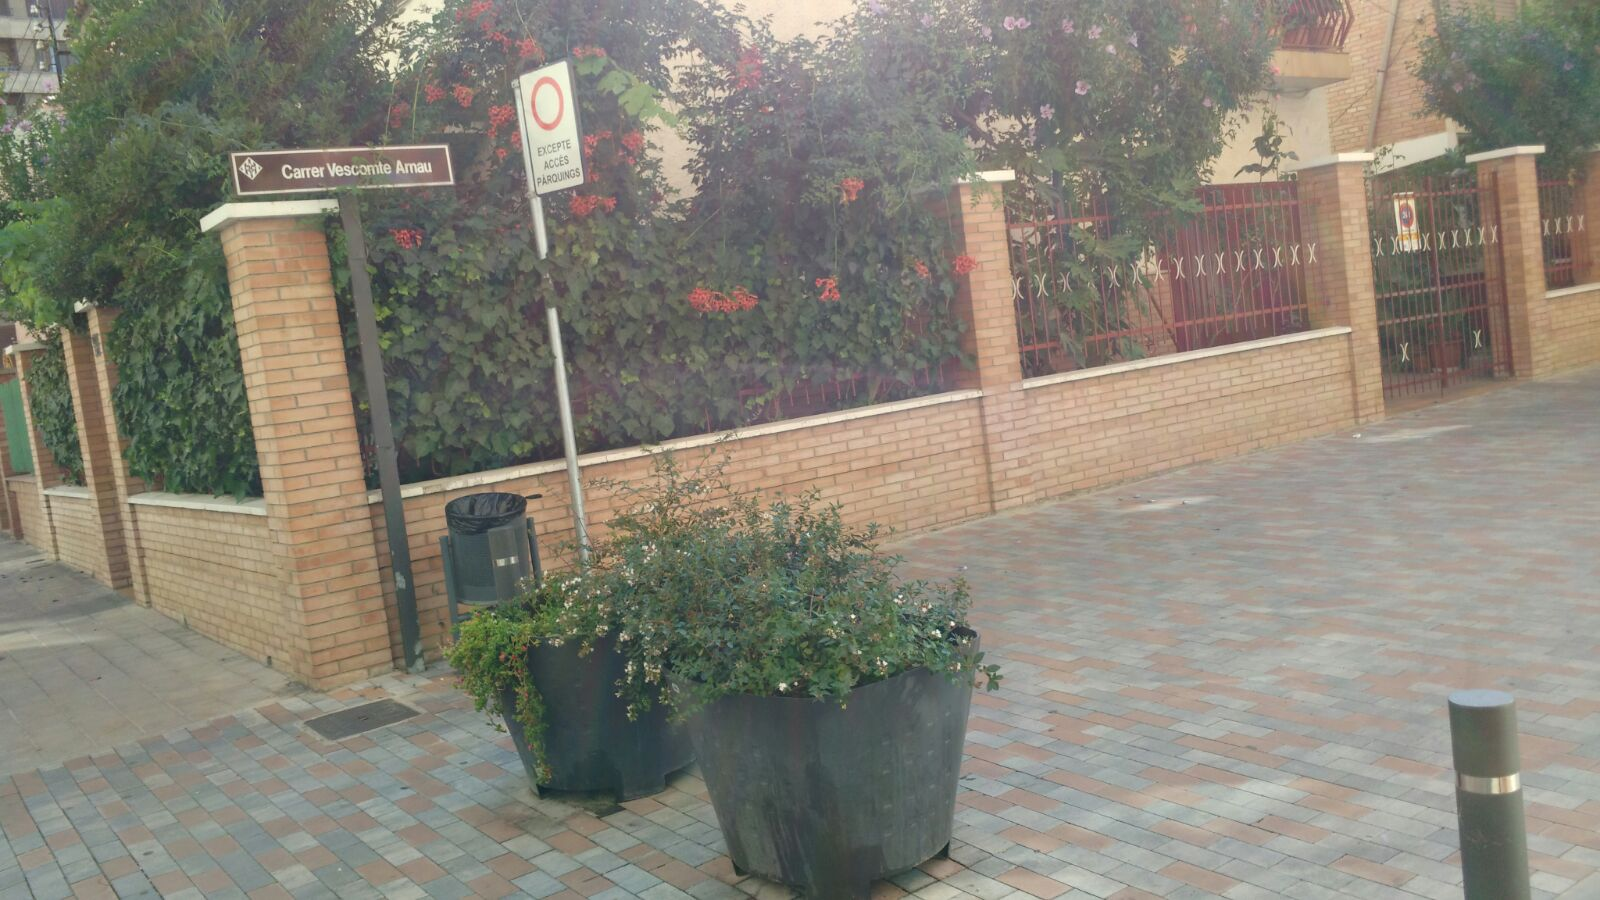 Carrer Vescomte Arnau
EXCEPTE
ACCÉS
PÀRQUINGS